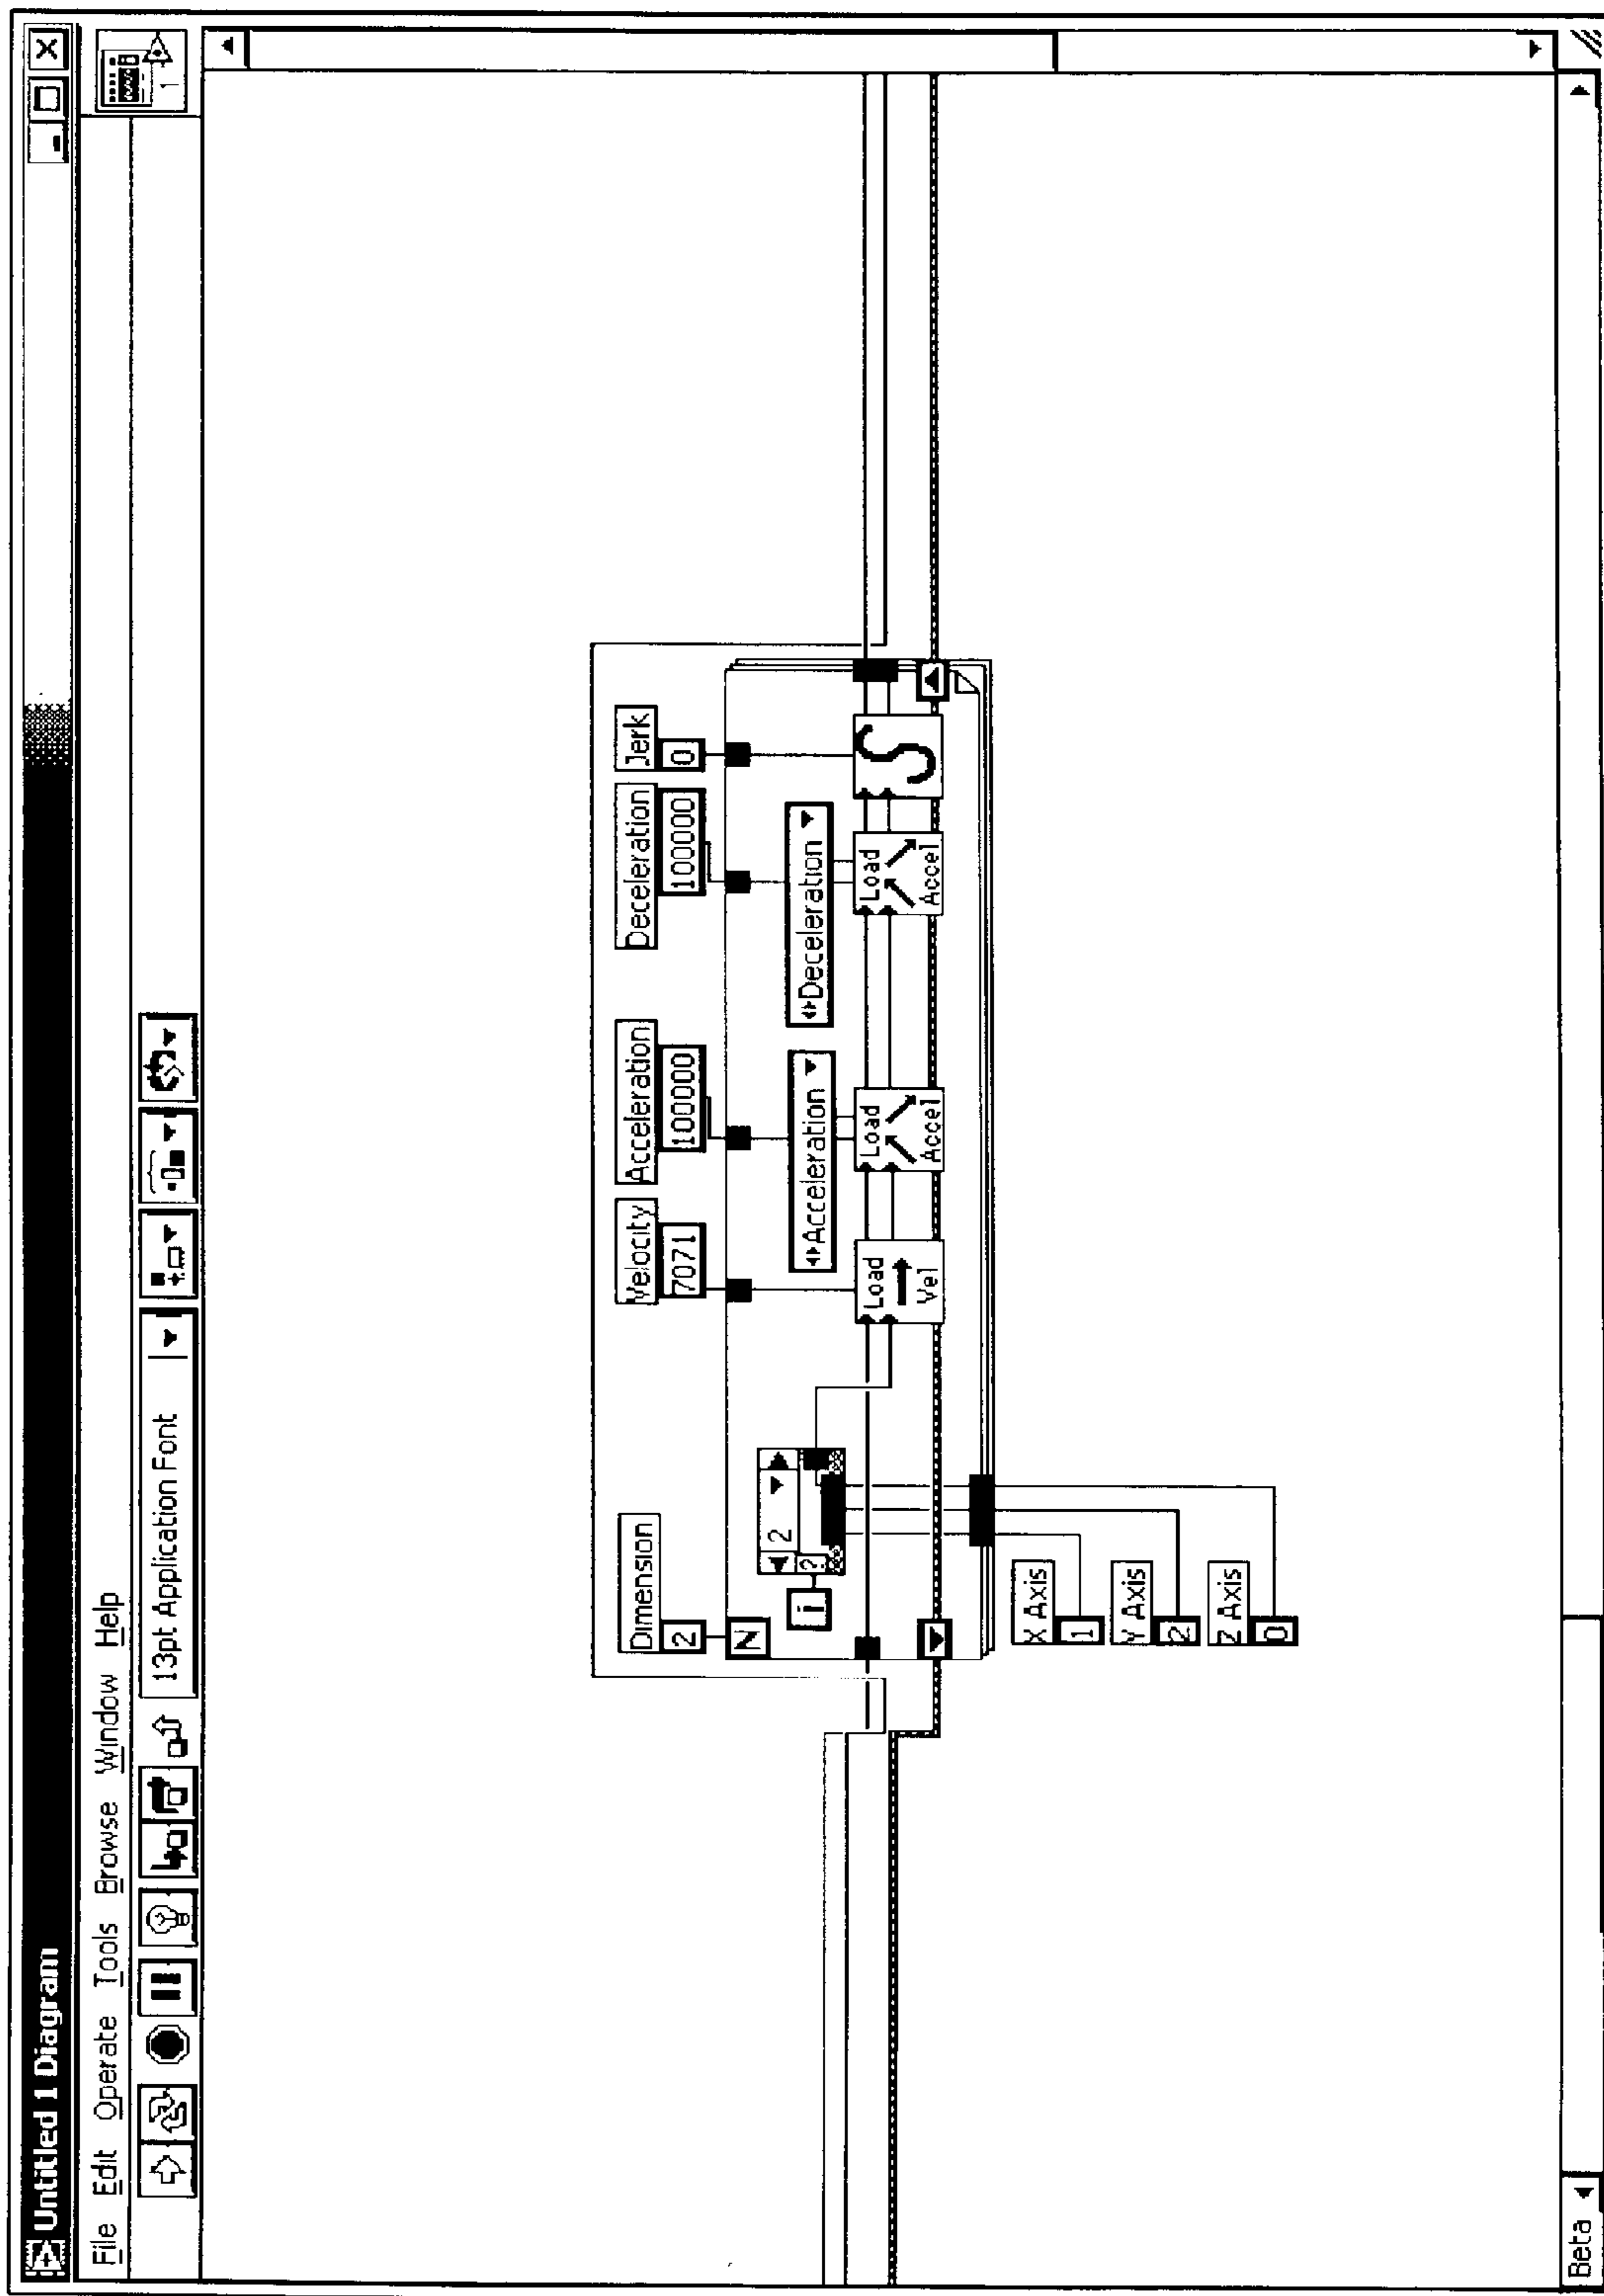 Untitled 1 Diagram
File Edit Operate Tools Browse Window Help
13pt Application Font
1
Dimension Velocity Acceleration Deceleration Jerk
2 7071 100000 100000 0
N
2
Acceleration Deceleration
?
i
Load Load Load S
Vel Accel Accel
X Axis
1
Y Axis
2
Z Axis
0
Beta